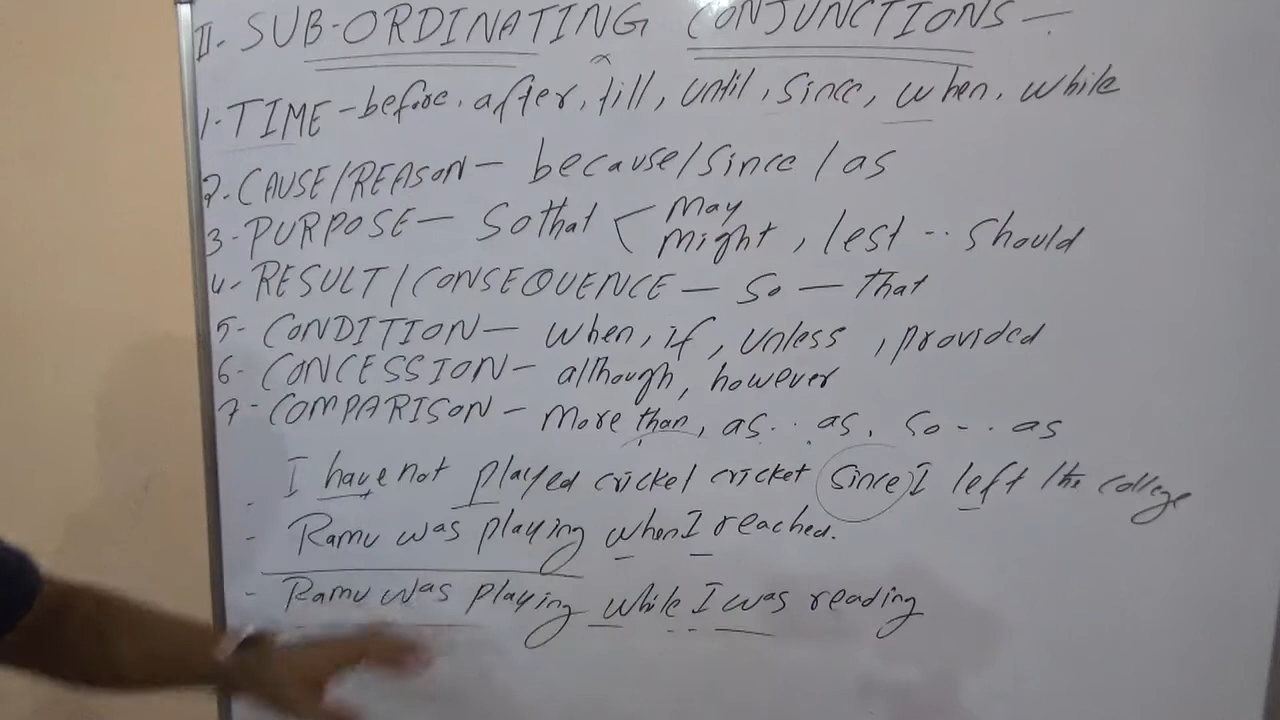 II. SUB-ORDINATING CONJUNCTIONS -
1. TIME - before, after, till, until, since, when, while
2. CAUSE/REASON - because/since/as
3. PURPOSE - So that < may might, lest .. should
4. RESULT/CONSEQUENCE - so - that
5- CONDITION - when, if, unless, provided
6- CONCESSION - although, however
7- COMPARISON - more than, as.. as, so -.. as
- I have not played cricket cricket since I left the college
- Ramu was playing when I reached.
- Ramu was playing while I was reading